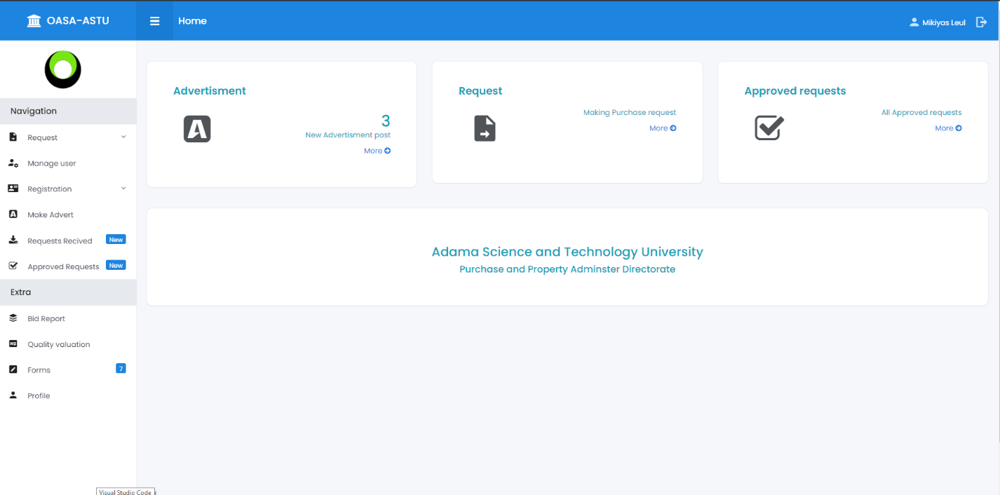 OASA-ASTU
Home
Mikiyas Leul
Navigation
Request
Manage user
Registration
Make Advert
Requests Recived New
Approved Requests New
Extra
Bid Report
Quality valuation
Forms 7
Profile
Advertisment
3
New Advertisment post
More
Request
Making Purchase request
More
Approved requests
All Approved requests
More
Adama Science and Technology University
Purchase and Property Adminster Directorate
Visual Studio Code